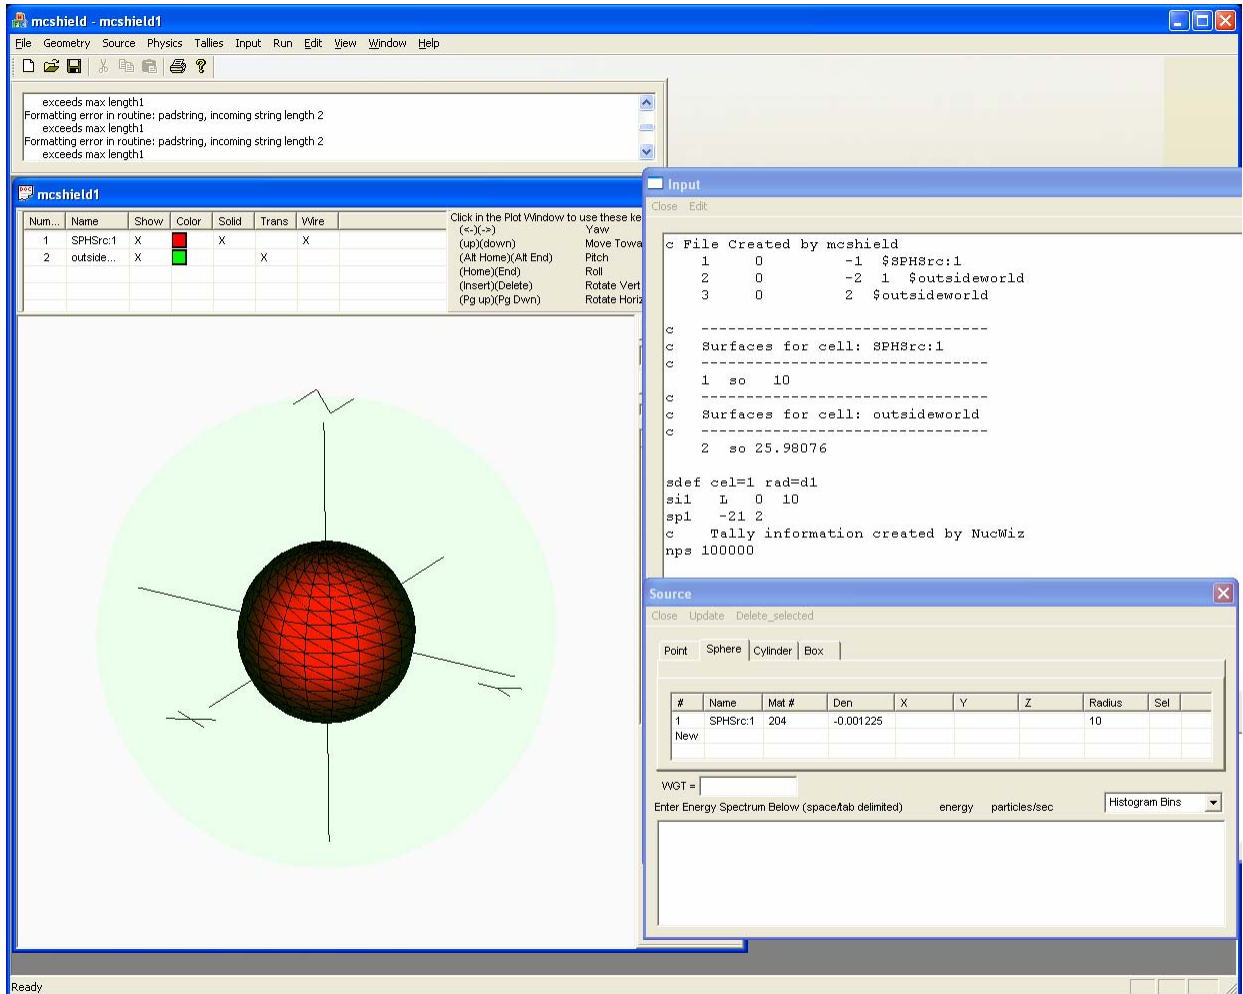 mcshield - mcshield1
File Geometry Source Physics Tallies Input Run Edit View Window Help
exceeds max length1
Formatting error in routine: padstring, incoming string length 2
exceeds max length1
Formatting error in routine: padstring, incoming string length 2
exceeds max length1
mcshield1
Num... Name Show Color Solid Trans Wire
1 SPHSrc:1 X X X
2 outside... X X
Click in the Plot Window to use these ke
(<-)(->) Yaw
(up)(down) Move Towa
(Alt Home)(Alt End) Pitch
(Home)(End) Roll
(Insert)(Delete) Rotate Vert
(Pg up)(Pg Dwn) Rotate Horiz
Z
Input
Close Edit
c File Created by mcshield
1 0 -1 $SPHSrc:1
2 0 -2 1 $outsideworld
3 0 2 $outsideworld
c --------------------------------
c Surfaces for cell: SPHSrc:1
c --------------------------------
1 so 10
c --------------------------------
c Surfaces for cell: outsideworld
c --------------------------------
2 so 25.98076
sdef cel=1 rad=d1
si1 L 0 10
sp1 -21 2
c Tally information created by NucWiz
nps 100000
Source
Close Update Delete_selected
Point Sphere Cylinder Box
# Name Mat # Den X Y Z Radius Sel
1 SPHSrc:1 204 -0.001225 10
New
WGT =
Enter Energy Spectrum Below (space/tab delimited) energy particles/sec
Histogram Bins
Ready